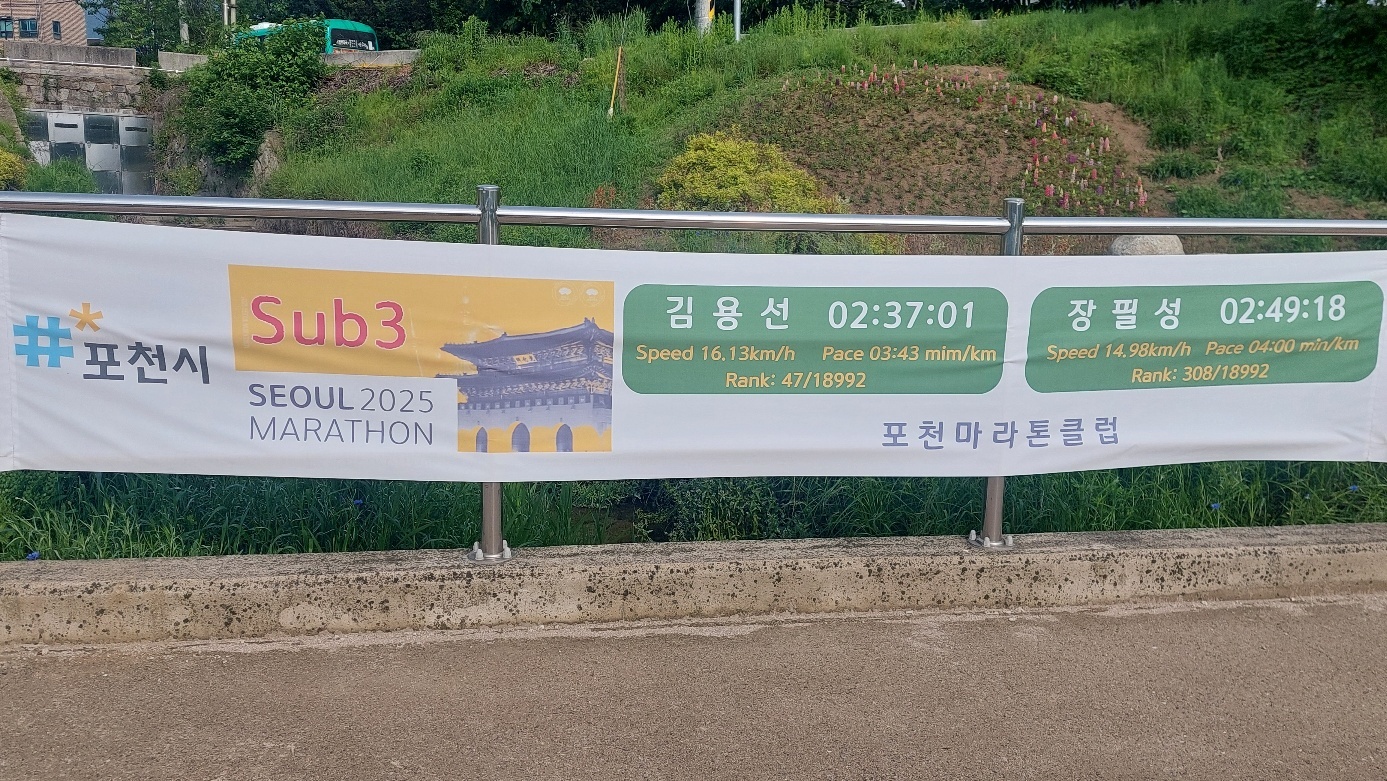 포천시
Sub3
SEOUL 2025
MARATHON
김용선 02:37:01
Speed 16.13km/h Pace 03:43 mim/km
Rank: 47/18992
장필성 02:49:18
Speed 14.98km/h Pace 04:00 min/km
Rank: 308/18992
포천마라톤클럽